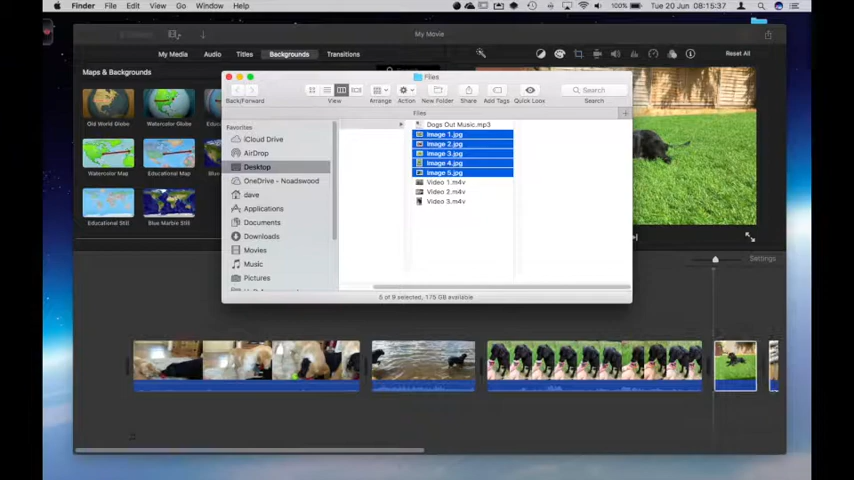 Finder File Edit View Go Window Help
100% Tue 20 Jun 08:15:37
My Movie
My Media Audio Titles Backgrounds Transitions
Reset All
Maps & Backgrounds
Old World Globe
Watercolor Globe
Watercolor Map
Educational Map
Educational Still
Blue Marble Still
Files
Back/Forward View Arrange Action New Folder Share Add Tags Quick Look Search
Search
Files
Favorites
iCloud Drive
AirDrop
Desktop
OneDrive - Noadswood
dave
Applications
Documents
Downloads
Movies
Music
Pictures
Dogs Out Music.mp3
Image 1.jpg
Image 2.jpg
Image 3.jpg
Image 4.jpg
Image 5.jpg
Video 1.m4v
Video 2.m4v
Video 3.m4v
5 of 9 selected, 175 GB available
Settings